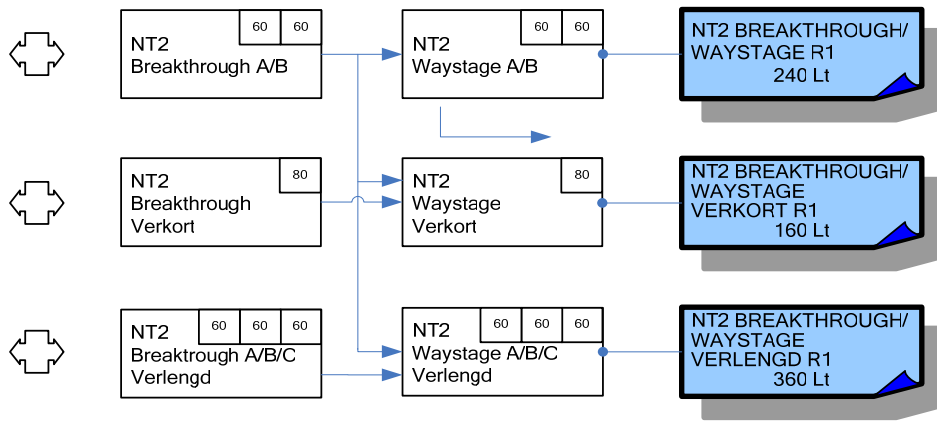 60 60
NT2
Breakthrough A/B
60 60
NT2
Waystage A/B
NT2 BREAKTHROUGH/
WAYSTAGE R1
240 Lt
80
NT2
Breakthrough
Verkort
80
NT2
Waystage
Verkort
NT2 BREAKTHROUGH/
WAYSTAGE
VERKORT R1
160 Lt
60 60 60
NT2
Breaktrough A/B/C
Verlengd
60 60 60
NT2
Waystage A/B/C
Verlengd
NT2 BREAKTHROUGH/
WAYSTAGE
VERLENGD R1
360 Lt